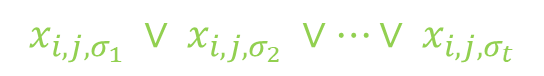 x_{i,j,σ_1} ∨ x_{i,j,σ_2} ∨ ⋯ ∨ x_{i,j,σ_t}